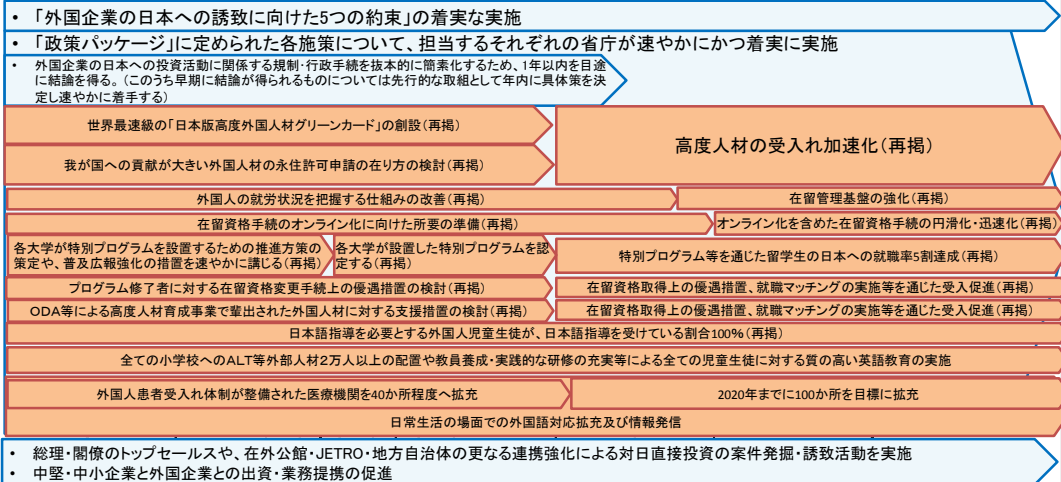 • 「外国企業の日本への誘致に向けた5つの約束」の着実な実施
• 「政策パッケージ」に定められた各施策について、担当するそれぞれの省庁が速やかにかつ着実に実施
• 外国企業の日本への投資活動に関係する規制・行政手続を抜本的に簡素化するため、1年以内を目途
に結論を得る。(このうち早期に結論が得られるものについては先行的な取組として年内に具体策を決
定し速やかに着手する)
世界最速級の「日本版高度外国人材グリーンカード」の創設(再掲)
高度人材の受入れ加速化(再掲)
我が国への貢献が大きい外国人材の永住許可申請の在り方の検討(再掲)
外国人の就労状況を把握する仕組みの改善(再掲)
在留管理基盤の強化(再掲)
在留資格手続のオンライン化に向けた所要の準備(再掲)
オンライン化を含めた在留資格手続の円滑化・迅速化(再掲)
各大学が特別プログラムを設置するための推進方策の
策定や、普及広報強化の措置を速やかに講じる(再掲)
各大学が設置した特別プログラムを認
定する(再掲)
特別プログラム等を通じた留学生の日本への就職率5割達成(再掲)
プログラム修了者に対する在留資格変更手続上の優遇措置の検討(再掲)
在留資格取得上の優遇措置、就職マッチングの実施等を通じた受入促進(再掲)
ODA等による高度人材育成事業で輩出された外国人材に対する支援措置の検討(再掲)
在留資格取得上の優遇措置、就職マッチングの実施等を通じた受入促進(再掲)
日本語指導を必要とする外国人児童生徒が、日本語指導を受けている割合100%(再掲)
全ての小学校へのALT等外部人材2万人以上の配置や教員養成・実践的な研修の充実等による全ての児童生徒に対する質の高い英語教育の実施
外国人患者受入れ体制が整備された医療機関を40か所程度へ拡充
2020年までに100か所を目標に拡充
日常生活の場面での外国語対応拡充及び情報発信
• 総理・閣僚のトップセールスや、在外公館・JETRO・地方自治体の更なる連携強化による対日直接投資の案件発掘・誘致活動を実施
• 中堅・中小企業と外国企業との出資・業務提携の促進